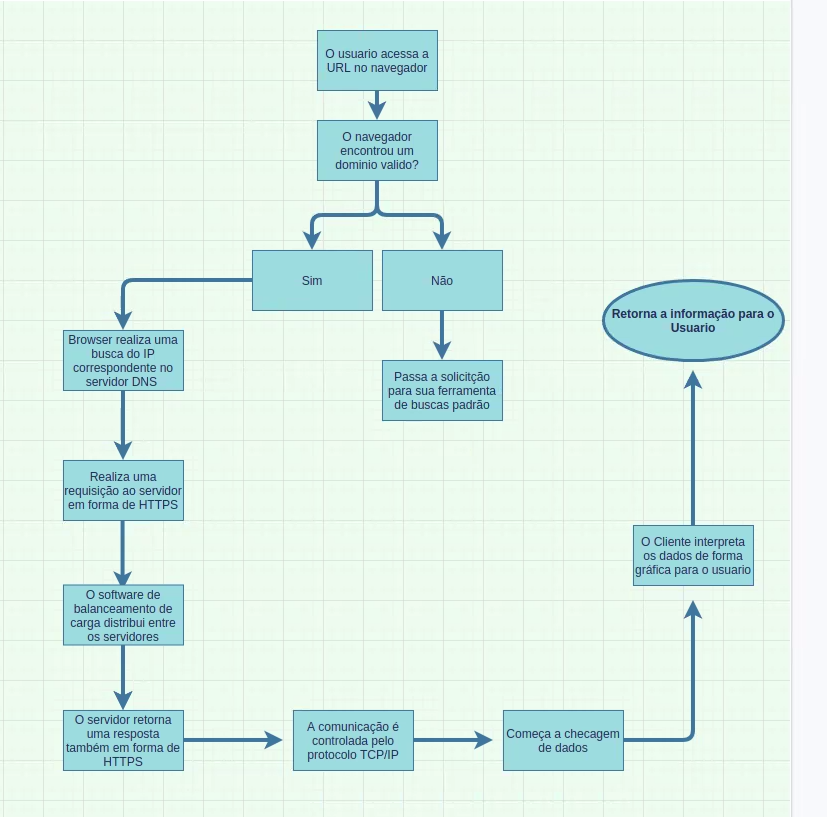 O usuario acessa a
URL no navegador
O navegador
encontrou um
dominio valido?
Sim
Não
Browser realiza uma
busca do IP
correspondente no
servidor DNS
Passa a solicitção
para sua ferramenta
de buscas padrão
Realiza uma
requisição ao servidor
em forma de HTTPS
O software de
balanceamento de
carga distribui entre
os servidores
O servidor retorna
uma resposta
também em forma de
HTTPS
A comunicação é
controlada pelo
protocolo TCP/IP
Começa a checagem
de dados
O Cliente interpreta
os dados de forma
gráfica para o usuario
Retorna a informação para o
Usuario